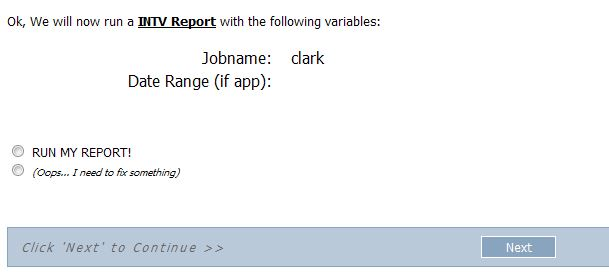 Ok, We will now run a INTV Report with the following variables:
Jobname: clark
Date Range (if app):
RUN MY REPORT!
(Oops... I need to fix something)
Click 'Next' to Continue >> Next